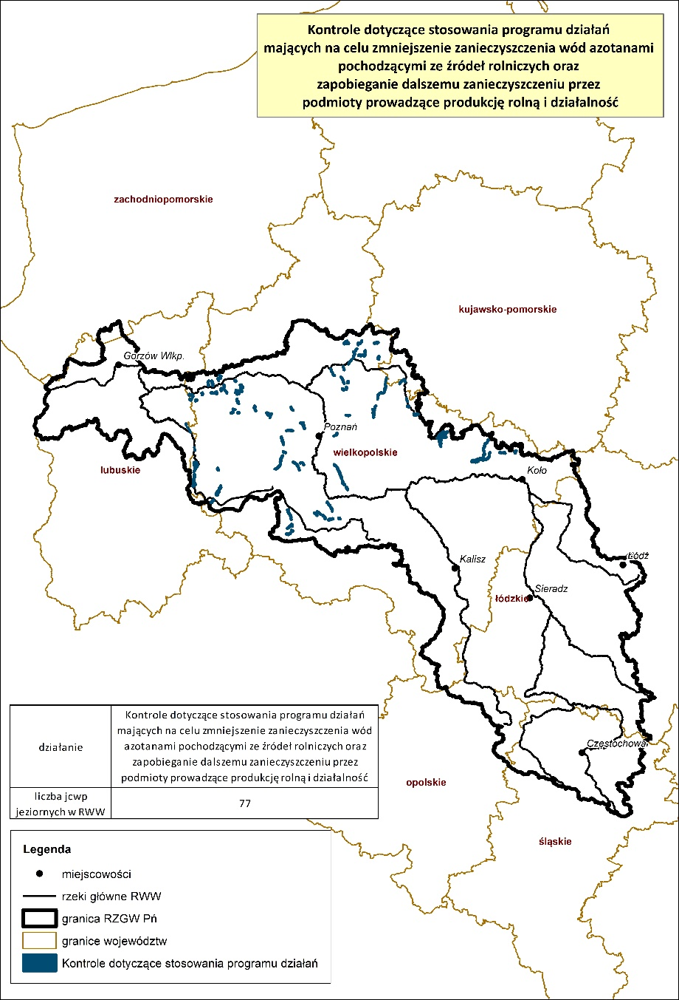 Kontrole dotyczące stosowania programu działań
mających na celu zmniejszenie zanieczyszczenia wód azotanami
pochodzącymi ze źródeł rolniczych oraz
zapobieganie dalszemu zanieczyszczeniu przez
podmioty prowadzące produkcję rolną i działalność
zachodniopomorskie
kujawsko-pomorskie
Gorzów Wlkp.
Poznań
wielkopolskie
lubuskie
Koło
Łódź
Kalisz
Sieradz
łódzkie
Częstochowa
opolskie
śląskie
działanie
Kontrole dotyczące stosowania programu działań
mających na celu zmniejszenie zanieczyszczenia wód
azotanami pochodzącymi ze źródeł rolniczych oraz
zapobieganie dalszemu zanieczyszczeniu przez
podmioty prowadzące produkcję rolną i działalność
liczba jcwp
jeziornych w RWW
77
Legenda
miejscowości
rzeki główne RWW
granica RZGW Pń
granice województw
Kontrole dotyczące stosowania programu działań